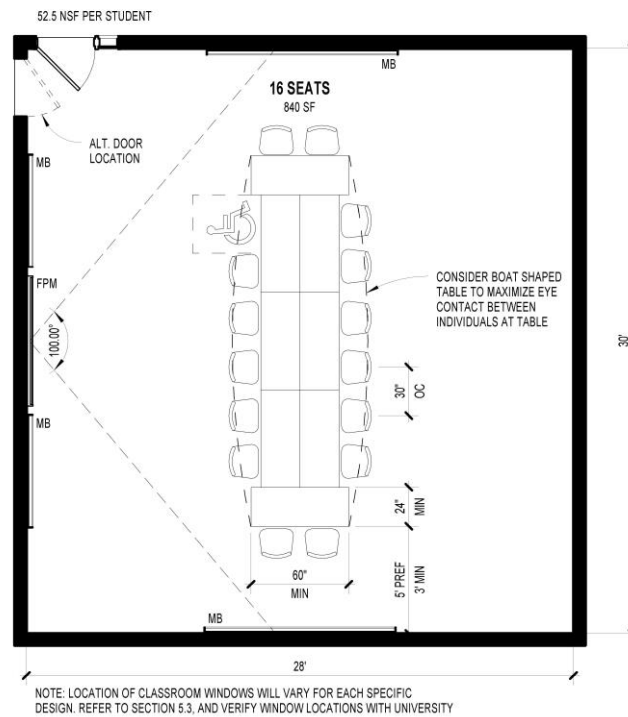 52.5 NSF PER STUDENT
MB
16 SEATS
840 SF
ALT. DOOR
LOCATION
MB
FPM
CONSIDER BOAT SHAPED
TABLE TO MAXIMIZE EYE
CONTACT BETWEEN
INDIVIDUALS AT TABLE
100.00°
30'
30"
OC
MB
24"
MIN
60"
MIN
5' PREF
3' MIN
MB
28'
NOTE: LOCATION OF CLASSROOM WINDOWS WILL VARY FOR EACH SPECIFIC
DESIGN. REFER TO SECTION 5.3, AND VERIFY WINDOW LOCATIONS WITH UNIVERSITY